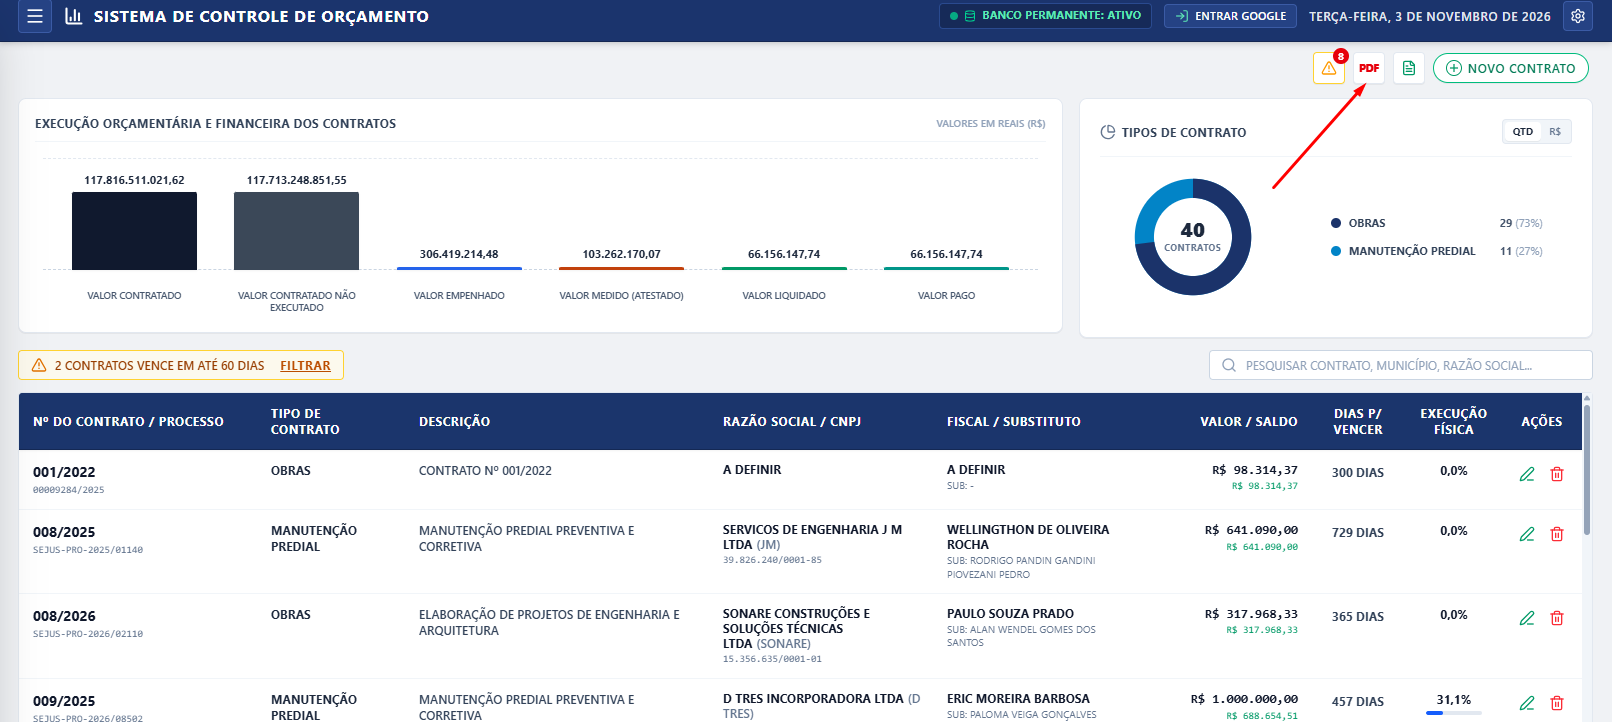 SISTEMA DE CONTROLE DE ORÇAMENTO
BANCO PERMANENTE: ATIVO
ENTRAR GOOGLE
TERÇA-FEIRA, 3 DE NOVEMBRO DE 2026
8
PDF
NOVO CONTRATO
EXECUÇÃO ORÇAMENTÁRIA E FINANCEIRA DOS CONTRATOS
VALORES EM REAIS (R$)
117.816.511.021,62
117.713.248.851,55
306.419.214,48
103.262.170,07
66.156.147,74
66.156.147,74
VALOR CONTRATADO
VALOR CONTRATADO NÃO
EXECUTADO
VALOR EMPENHADO
VALOR MEDIDO (ATESTADO)
VALOR LIQUIDADO
VALOR PAGO
TIPOS DE CONTRATO
QTD R$
40
CONTRATOS
OBRAS 29 (73%)
MANUTENÇÃO PREDIAL 11 (27%)
2 CONTRATOS VENCE EM ATÉ 60 DIAS FILTRAR
PESQUISAR CONTRATO, MUNICÍPIO, RAZÃO SOCIAL...
Nº DO CONTRATO / PROCESSO
TIPO DE
CONTRATO
DESCRIÇÃO
RAZÃO SOCIAL / CNPJ
FISCAL / SUBSTITUTO
VALOR / SALDO
DIAS P/
VENCER
EXECUÇÃO
FÍSICA
AÇÕES
001/2022
00009284/2025
OBRAS
CONTRATO Nº 001/2022
A DEFINIR
A DEFINIR
SUB: -
R$ 98.314,37
R$ 98.314,37
300 DIAS
0,0%
008/2025
SEJUS-PRO-2025/01140
MANUTENÇÃO
PREDIAL
MANUTENÇÃO PREDIAL PREVENTIVA E
CORRETIVA
SERVICOS DE ENGENHARIA J M
LTDA (JM)
39.826.240/0001-85
WELLINGTHON DE OLIVEIRA
ROCHA
SUB: RODRIGO PANDIN GANDINI
PIOVEZANI PEDRO
R$ 641.090,00
R$ 641.090,00
729 DIAS
0,0%
008/2026
SEJUS-PRO-2026/02110
OBRAS
ELABORAÇÃO DE PROJETOS DE ENGENHARIA E
ARQUITETURA
SONARE CONSTRUÇÕES E
SOLUÇÕES TÉCNICAS
LTDA (SONARE)
15.356.635/0001-01
PAULO SOUZA PRADO
SUB: ALAN WENDEL GOMES DOS
SANTOS
R$ 317.968,33
R$ 317.968,33
365 DIAS
0,0%
009/2025
SEJUS-PRO-2026/08502
MANUTENÇÃO
PREDIAL
MANUTENÇÃO PREDIAL PREVENTIVA E
CORRETIVA
D TRES INCORPORADORA LTDA (D
TRES)
ERIC MOREIRA BARBOSA
SUB: PALOMA VEIGA GONÇALVES
R$ 1.000.000,00
R$ 688.654,51
457 DIAS
31,1%